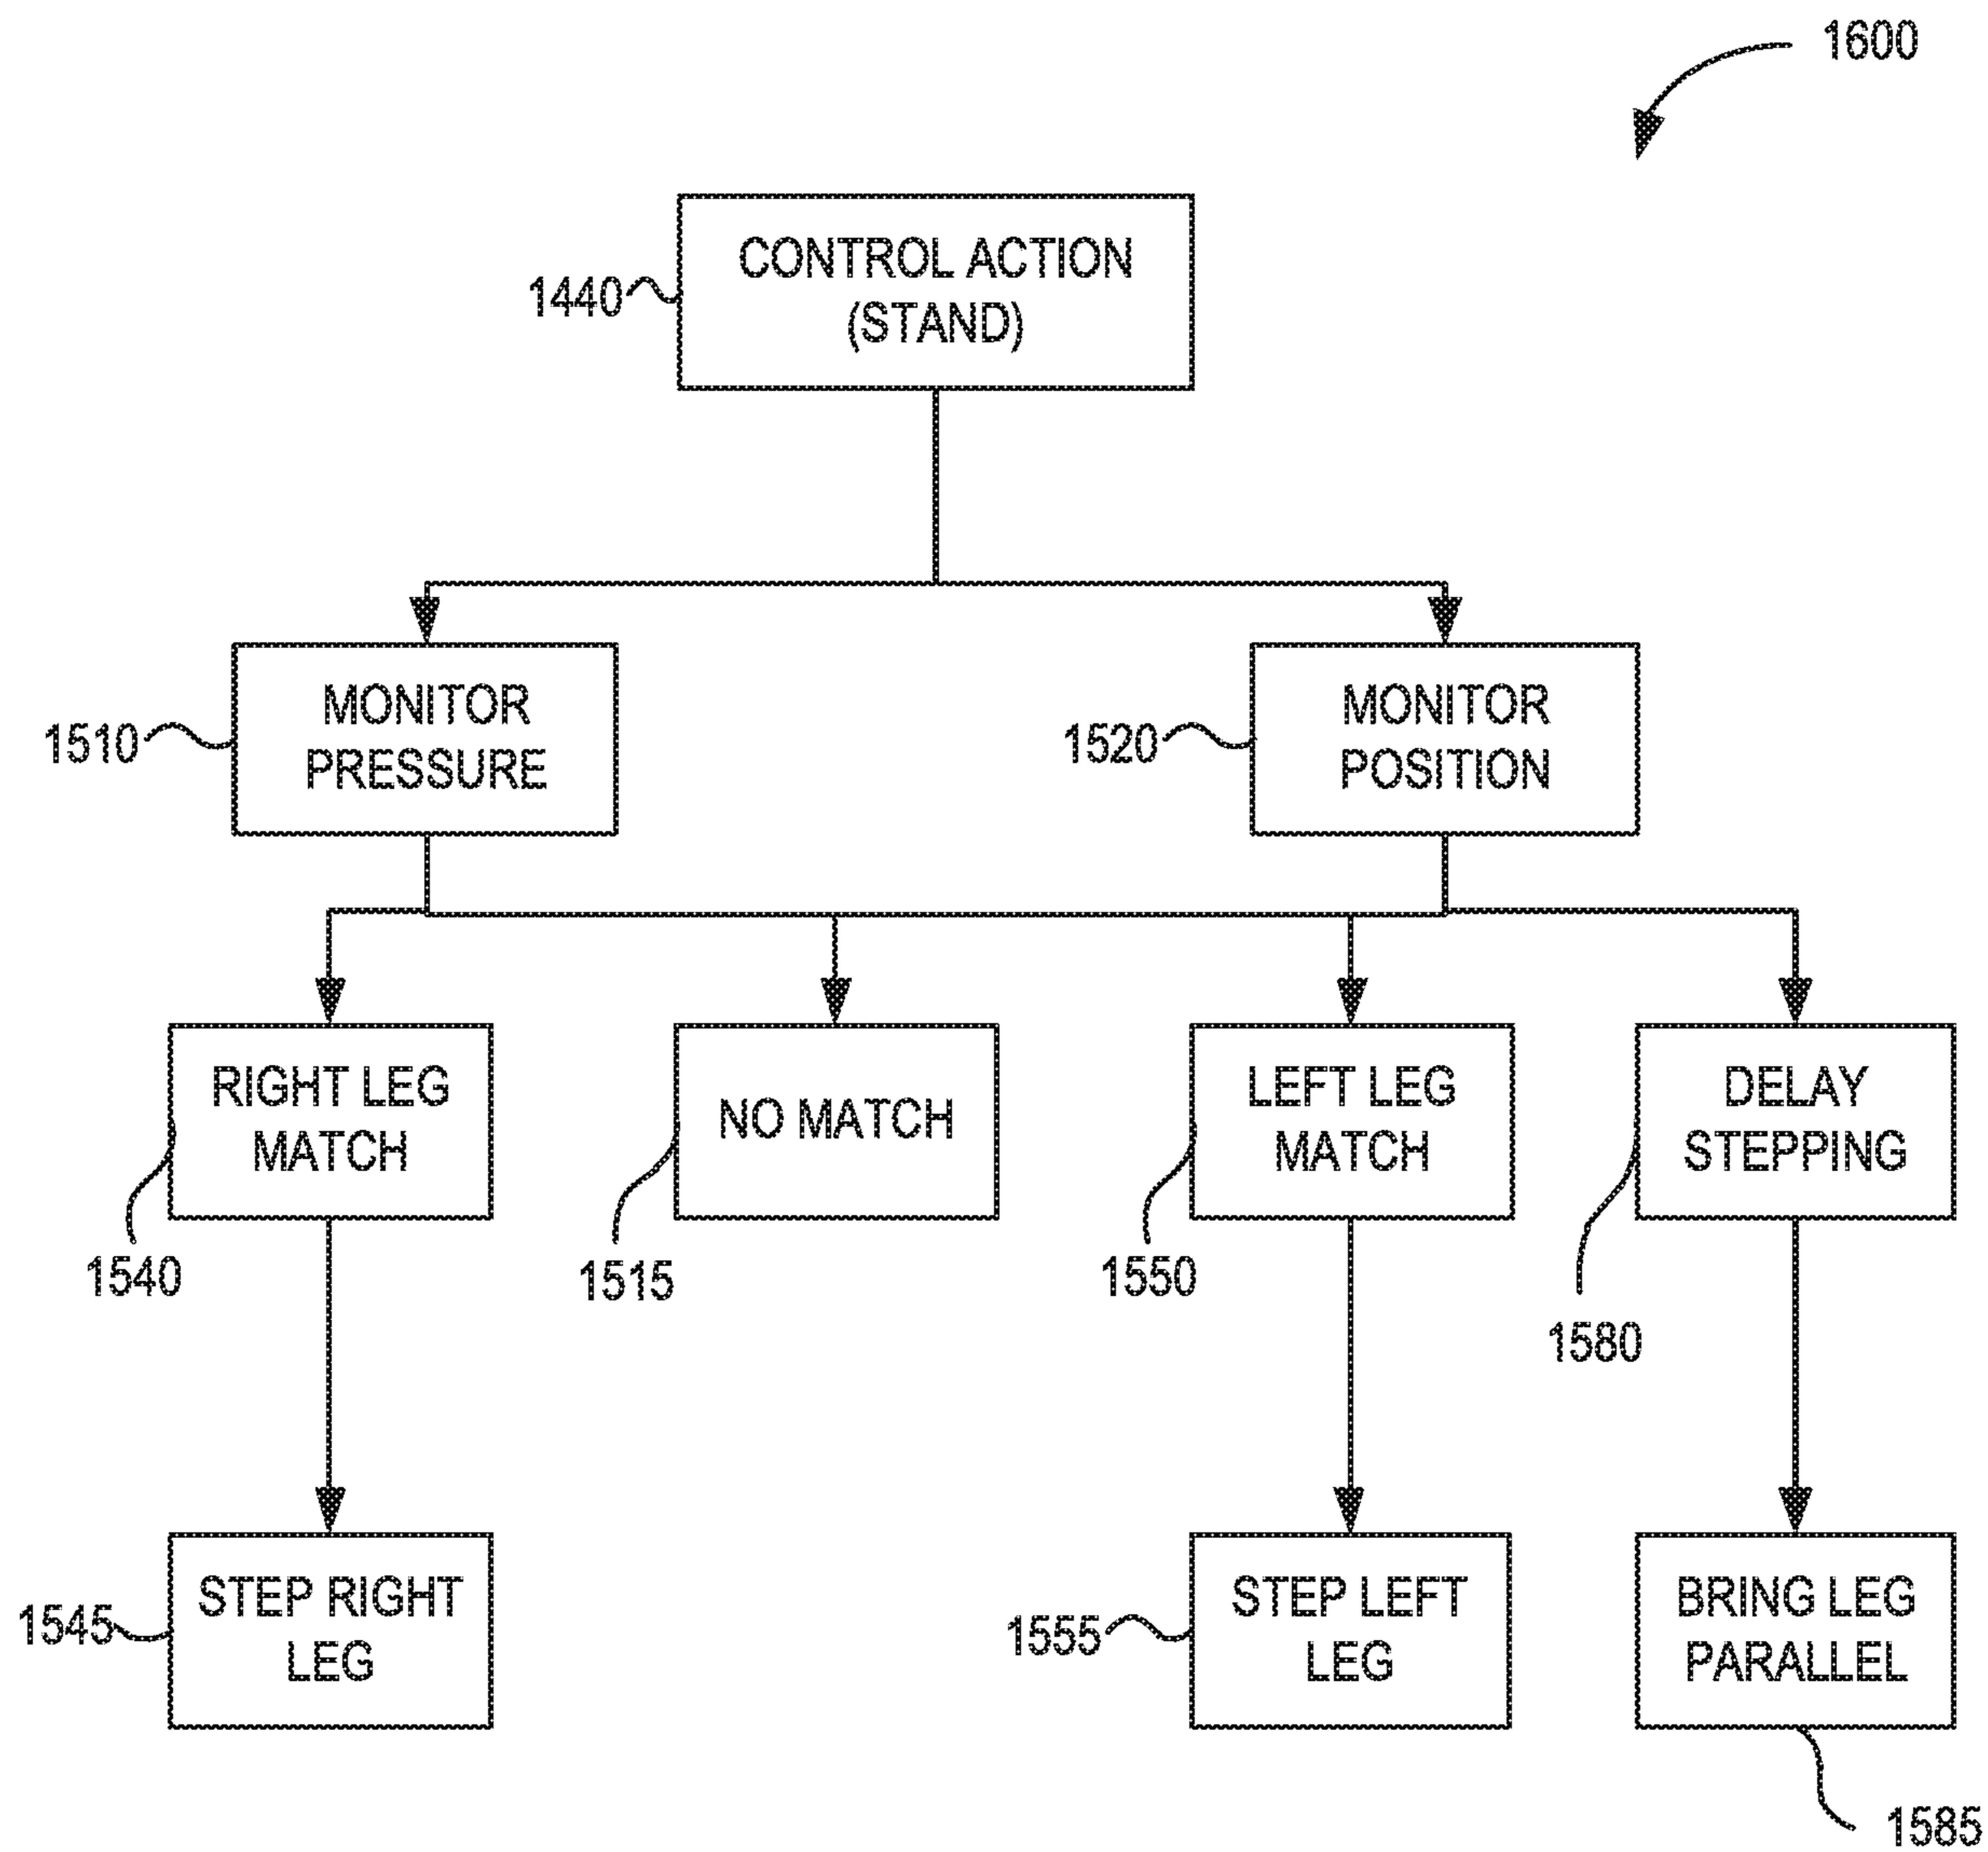 1600
CONTROL ACTION
(STAND)
1440
MONITOR
PRESSURE
1510
MONITOR
POSITION
1520
RIGHT LEG
MATCH
1540
NO MATCH
1515
LEFT LEG
MATCH
1550
DELAY
STEPPING
1580
STEP RIGHT
LEG
1545
STEP LEFT
LEG
1555
BRING LEG
PARALLEL
1585